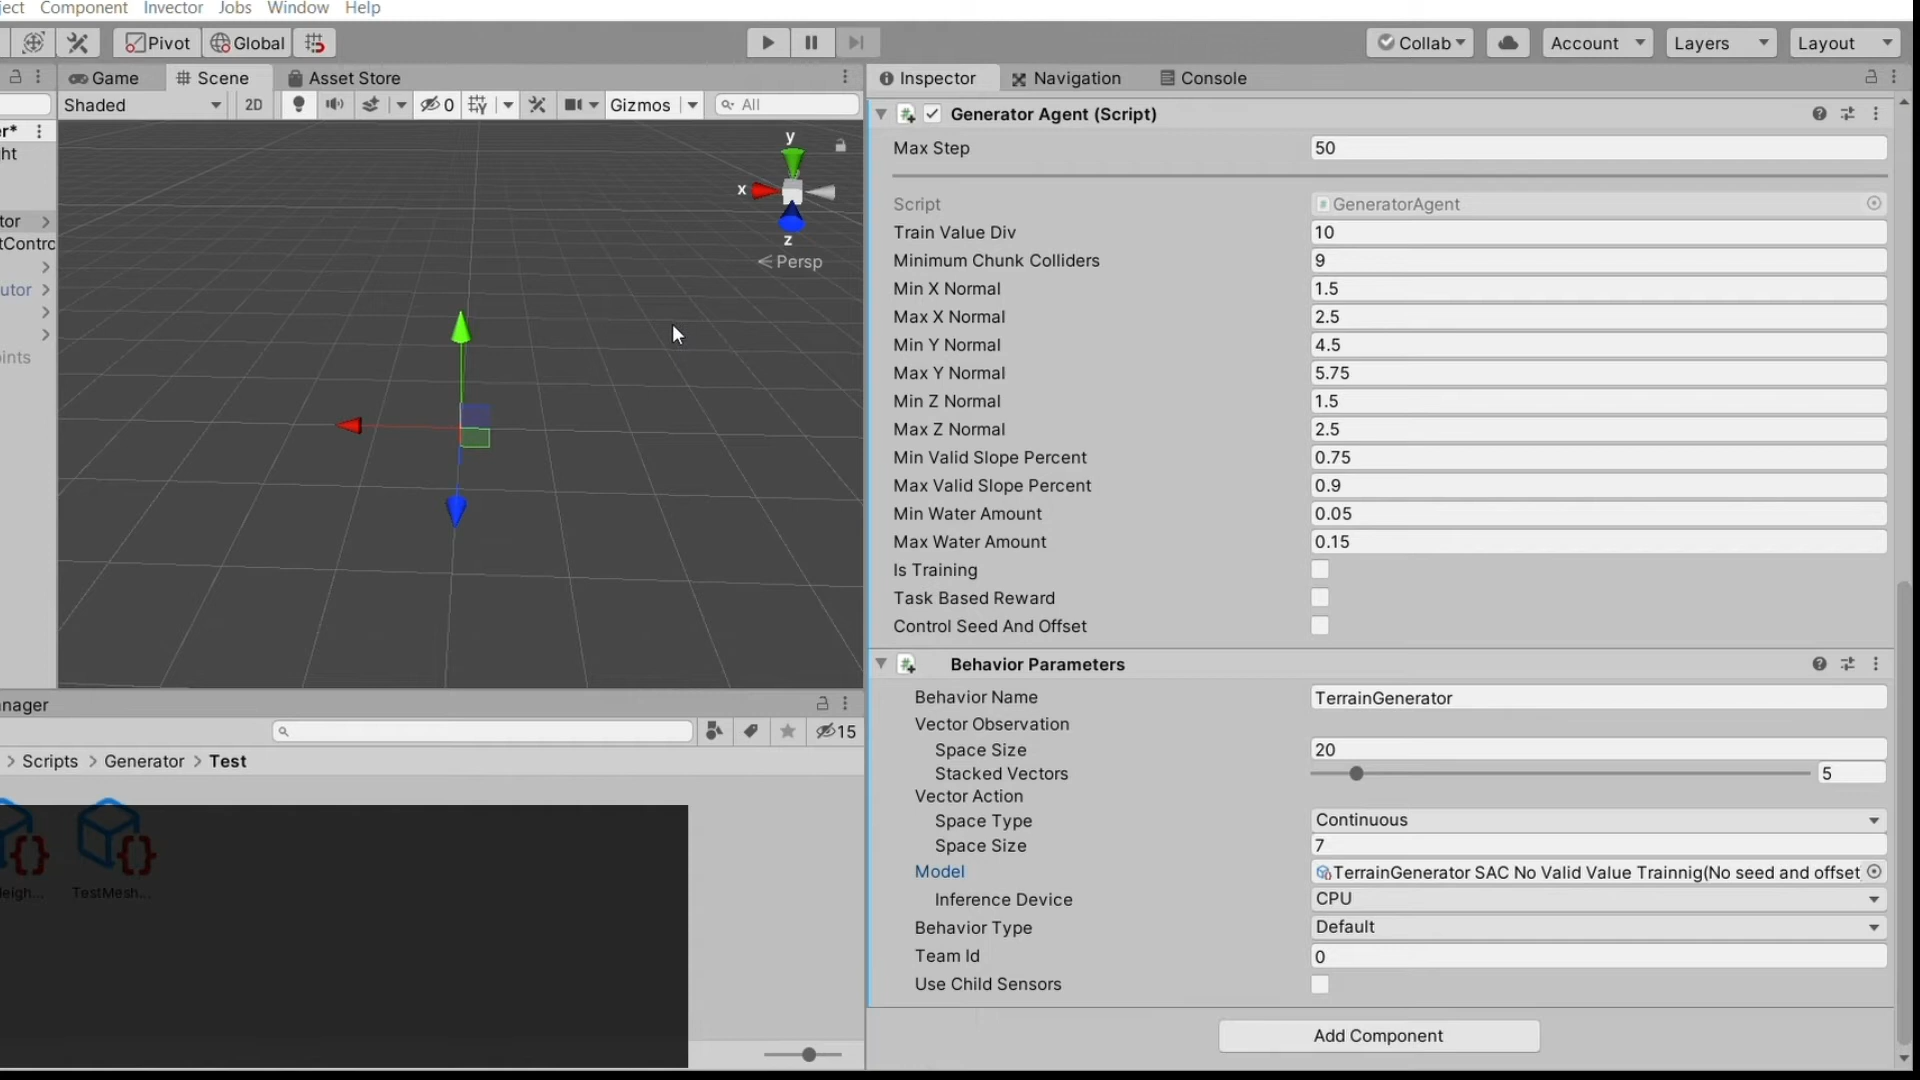 ject Component Invector Jobs Window Help
Pivot Global Collab Account Layers Layout
Game Scene Asset Store
Shaded 2D 0 Gizmos All
er*
ht
tor
tContro
utor
ints
y
x
z
Persp
anager
15
Scripts Generator Test
eigh...
TestMesh...
Inspector Navigation Console
Generator Agent (Script)
Max Step 50
Script GeneratorAgent
Train Value Div 10
Minimum Chunk Colliders 9
Min X Normal 1.5
Max X Normal 2.5
Min Y Normal 4.5
Max Y Normal 5.75
Min Z Normal 1.5
Max Z Normal 2.5
Min Valid Slope Percent 0.75
Max Valid Slope Percent 0.9
Min Water Amount 0.05
Max Water Amount 0.15
Is Training
Task Based Reward
Control Seed And Offset
Behavior Parameters
Behavior Name TerrainGenerator
Vector Observation
Space Size 20
Stacked Vectors 5
Vector Action
Space Type Continuous
Space Size 7
Model TerrainGenerator SAC No Valid Value Trainnig(No seed and offset
Inference Device CPU
Behavior Type Default
Team Id 0
Use Child Sensors
Add Component